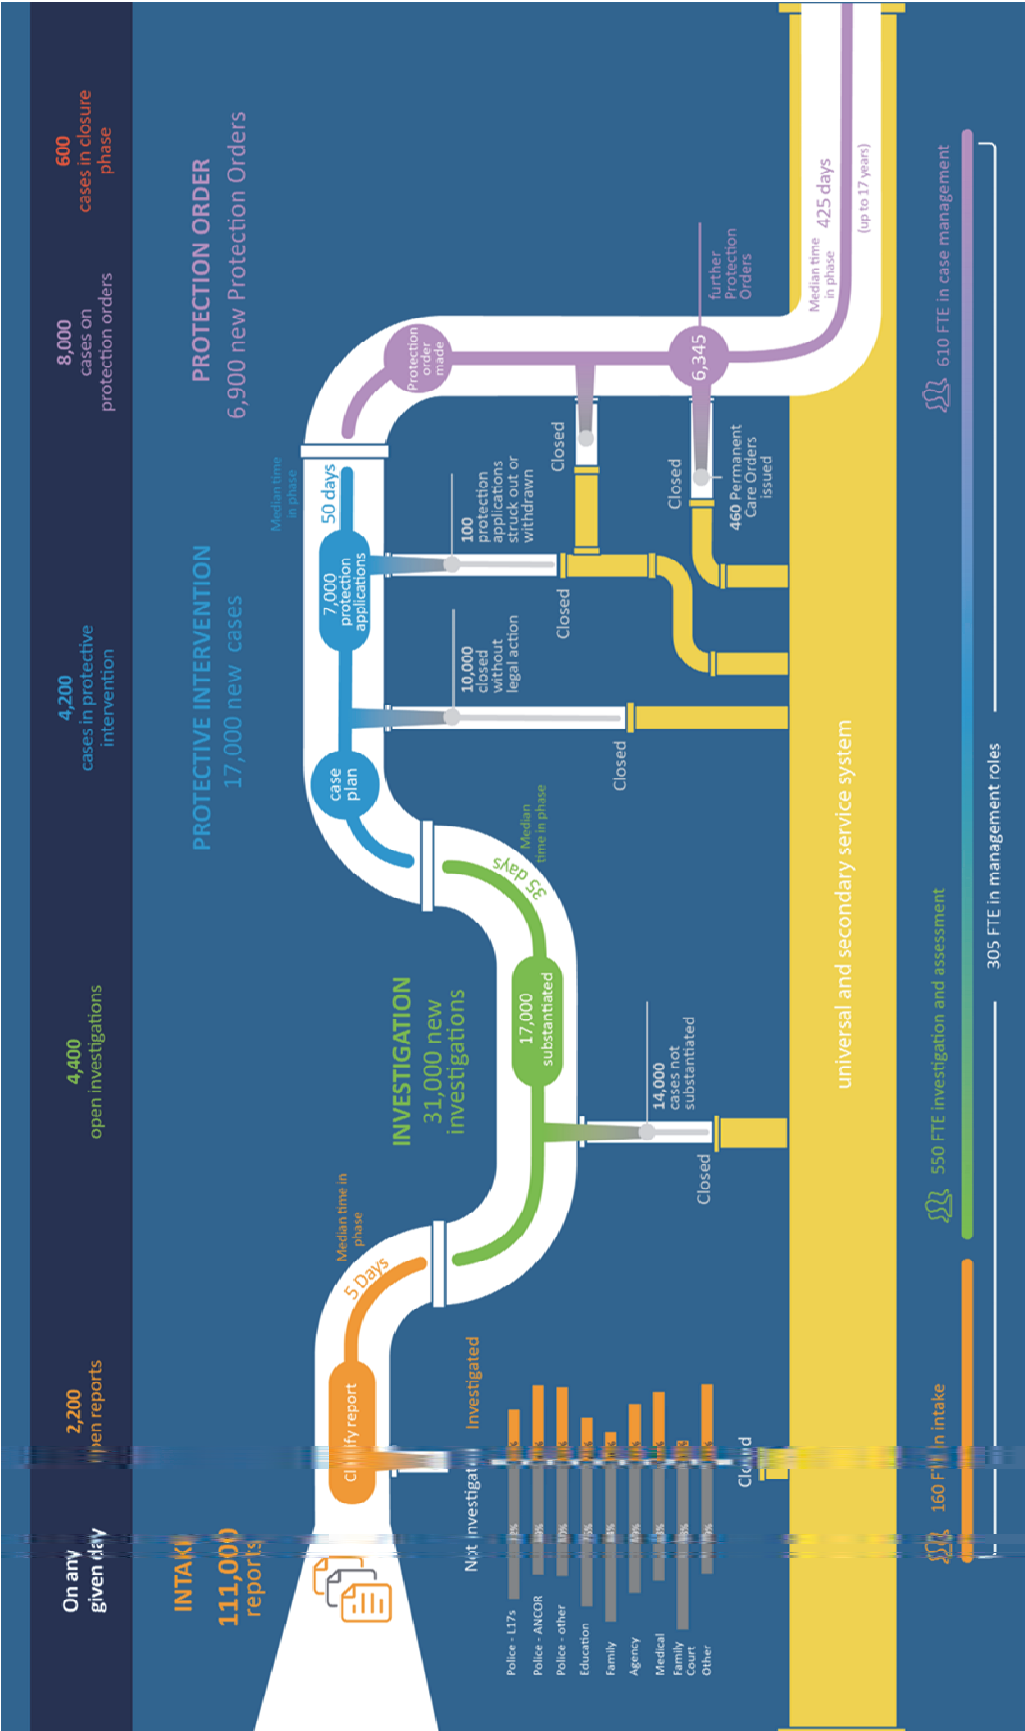 On any
given day
2,200
open reports
4,400
open investigations
4,200
cases in protective
intervention
8,000
cases on
protection orders
600
cases in closure
phase
INTAKE
111,000
reports
Classify report
5 Days
Median time in
phase
INVESTIGATION
31,000 new
investigations
17,000
substantiated
35 days
Median
time in phase
14,000
cases not
substantiated
Closed
PROTECTIVE INTERVENTION
17,000 new cases
case
plan
7,000
protection
applications
50 days
Median time
in phase
10,000
closed
without
legal action
Closed
100
protection
applications
struck out or
withdrawn
Closed
PROTECTION ORDER
6,900 new Protection Orders
Protection
order
made
Closed
6,345
further
Protection
Orders
Closed
460 Permanent
Care Orders
issued
Median time
in phase
425 days
(up to 17 years)
Not investigated
Investigated
Police - L17s
Police - ANCOR
Police - other
Education
Family
Agency
Medical
Family
Court
Other
Closed
universal and secondary service system
160 FTE in intake
550 FTE investigation and assessment
610 FTE in case management
305 FTE in management roles